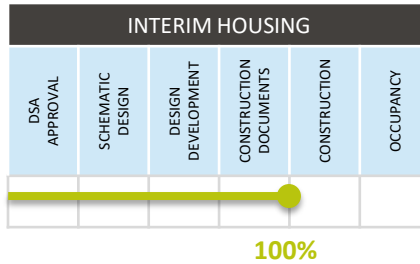 INTERIM HOUSING
DSA
APPROVAL
SCHEMATIC
DESIGN
DESIGN
DEVELOPMENT
CONSTRUCTION
DOCUMENTS
CONSTRUCTION
OCCUPANCY
100%